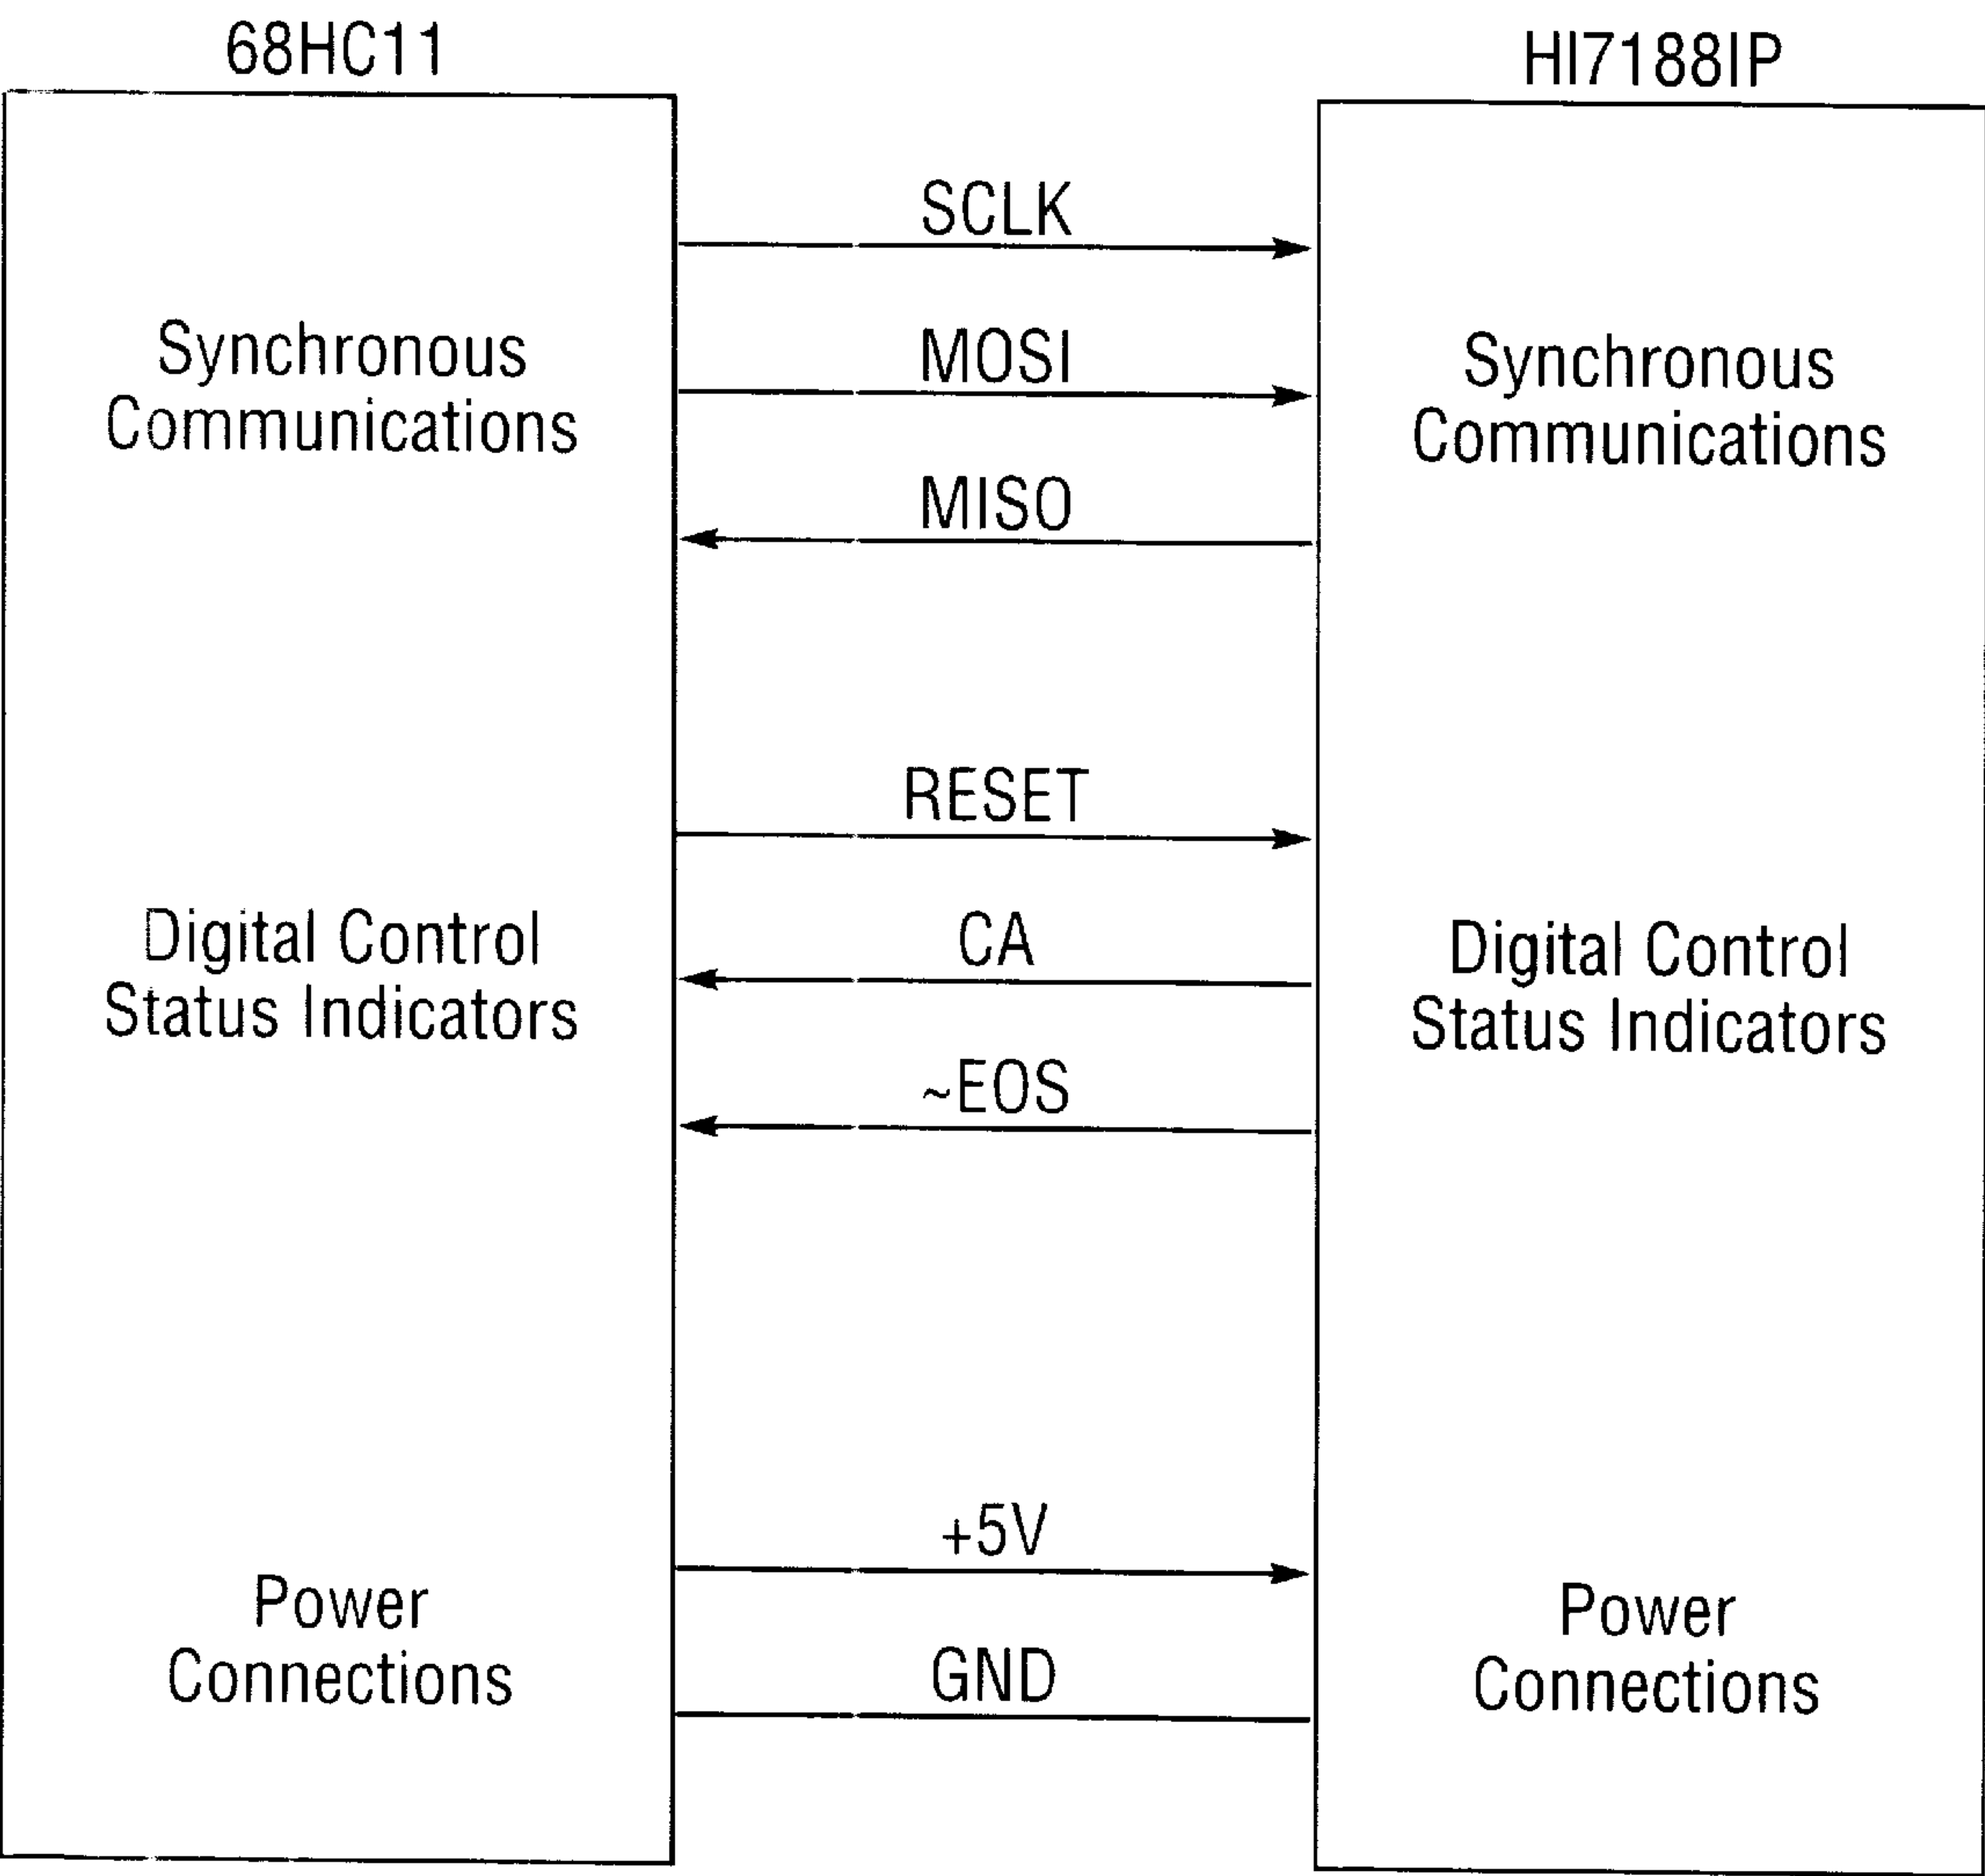 68HC11
HI7188IP
SCLK
MOSI
MISO
Synchronous
Communications
Synchronous
Communications
RESET
CA
~EOS
Digital Control
Status Indicators
Digital Control
Status Indicators
+5V
GND
Power
Connections
Power
Connections